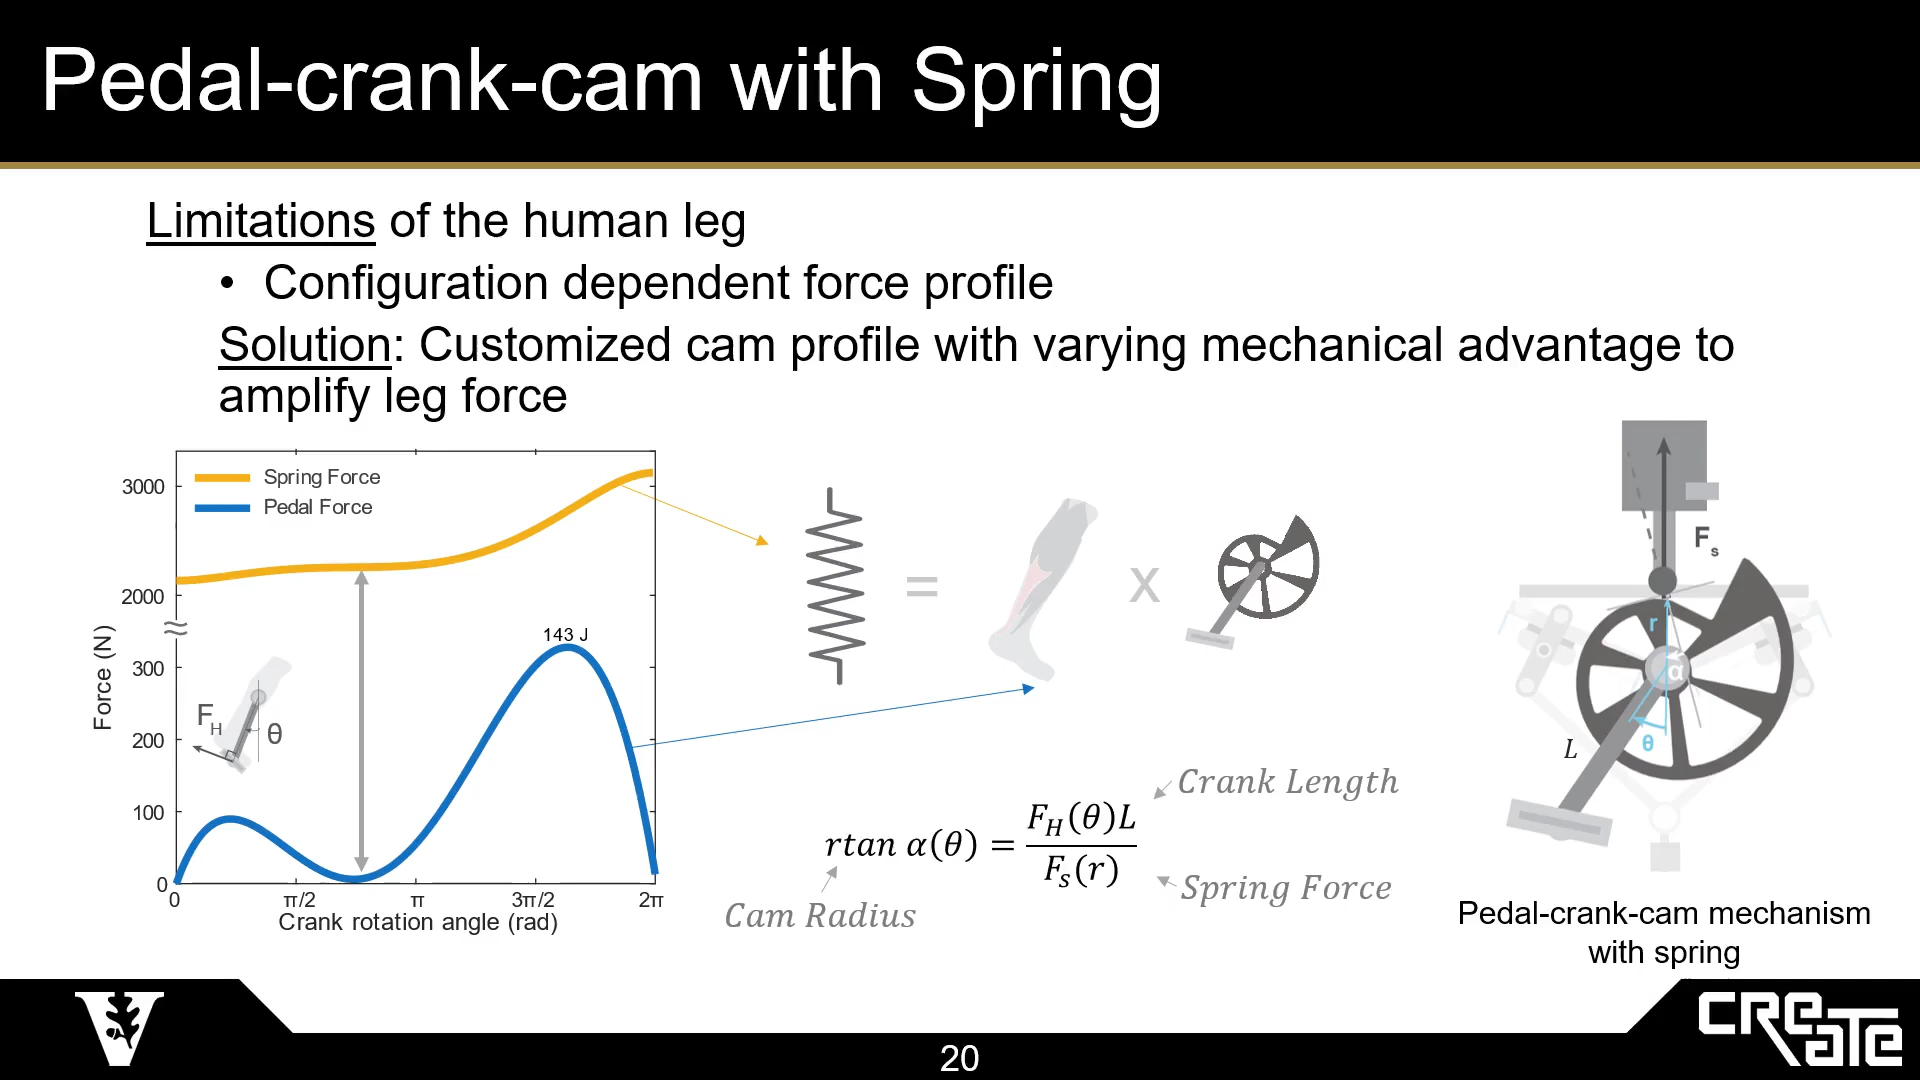 Pedal-crank-cam with Spring
Limitations of the human leg
• Configuration dependent force profile
Solution: Customized cam profile with varying mechanical advantage to
amplify leg force
Spring Force
Pedal Force
3000
2000
300
200
100
0
Force (N)
143 J
F_H
θ
0
π/2
π
3π/2
2π
Crank rotation angle (rad)
=
x
Crank Length
rtan α(θ) = F_H(θ)L / F_s(r)
Cam Radius
Spring Force
F_s
r
α
θ
L
Pedal-crank-cam mechanism
with spring
V
CREATE
20